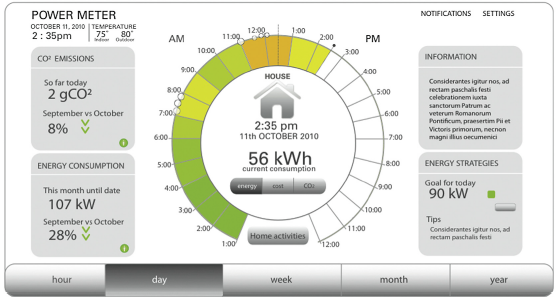 POWER METER
OCTOBER 11, 2010
2 : 35pm
TEMPERATURE
75° 80°
Indoor Outdoor
NOTIFICATIONS SETTINGS
CO² EMISSIONS
So far today
2 gCO²
September vs October
8%
i
ENERGY CONSUMPTION
This month until date
107 kW
September vs October
28%
i
AM
PM
1:00
2:00
3:00
4:00
5:00
6:00
7:00
8:00
9:00
10:00
11:00
12:00
1:00
2:00
3:00
4:00
5:00
6:00
7:00
8:00
9:00
10:00
11:00
12:00
HOUSE
2:35 pm
11th OCTOBER 2010
56 kWh
current consumption
energy cost CO²
Home activities
INFORMATION
Considerantes igitur nos, ad
rectam paschalis festi
celebrationem iuxta
sanctorum Patrum ac
veterum Romanorum
Pontificum, praesertim Pii et
Victoris primorum, necnon
magni illius oecumenici
ENERGY STRATEGIES
Goal for today
90 kW
Tips
Considerantes igitur nos, ad
rectam paschalis festi
hour day week month year